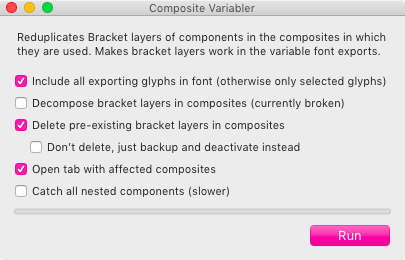 Composite Variabler
Reduplicates Bracket layers of components in the composites in which
they are used. Makes bracket layers work in the variable font exports.
Include all exporting glyphs in font (otherwise only selected glyphs)
Decompose bracket layers in composites (currently broken)
Delete pre-existing bracket layers in composites
Don’t delete, just backup and deactivate instead
Open tab with affected composites
Catch all nested components (slower)
Run